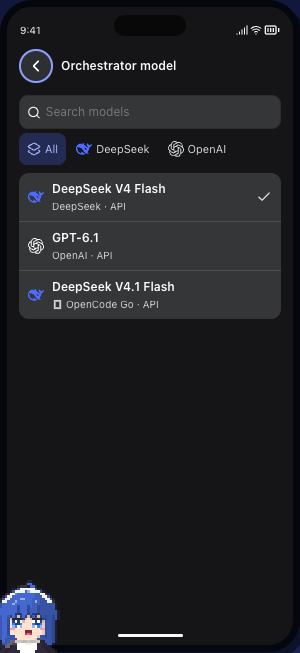 9:41
Orchestrator model
Search models
All
DeepSeek
OpenAI
DeepSeek V4 Flash
DeepSeek · API
GPT-6.1
OpenAI · API
DeepSeek V4.1 Flash
OpenCode Go · API